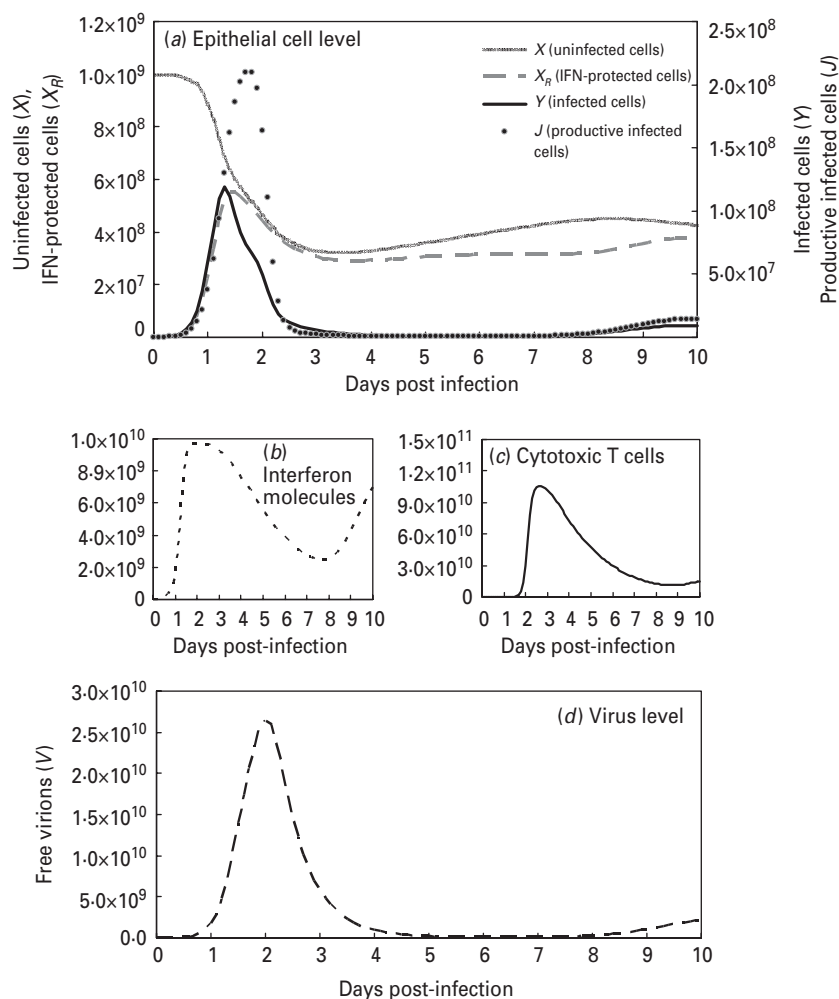 (a) Epithelial cell level
Uninfected cells (X),
IFN-protected cells (X_R)
1·2×10⁹
1·0×10⁹
8×10⁸
6×10⁸
4×10⁸
2×10⁷
0
X (uninfected cells)
X_R (IFN-protected cells)
Y (infected cells)
J (productive infected
cells)
2·5×10⁸
2·0×10⁸
1·5×10⁸
1·0×10⁸
5·0×10⁷
0
Infected cells (Y)
Productive infected cells (J)
0 1 2 3 4 5 6 7 8 9 10
Days post infection
(b)
Interferon
molecules
1·0×10¹⁰
8·9×10⁹
6·0×10⁹
4·0×10⁹
2·0×10⁹
0
0 1 2 3 4 5 6 7 8 9 10
Days post-infection
(c) Cytotoxic T cells
1·5×10¹¹
1·2×10¹¹
9·0×10¹⁰
6·0×10¹⁰
3·0×10¹⁰
0
0 1 2 3 4 5 6 7 8 9 10
Days post-infection
(d) Virus level
Free virions (V)
3·0×10¹⁰
2·5×10¹⁰
2·0×10¹⁰
1·5×10¹⁰
1·0×10¹⁰
5·0×10⁹
0·0
0 1 2 3 4 5 6 7 8 9 10
Days post-infection